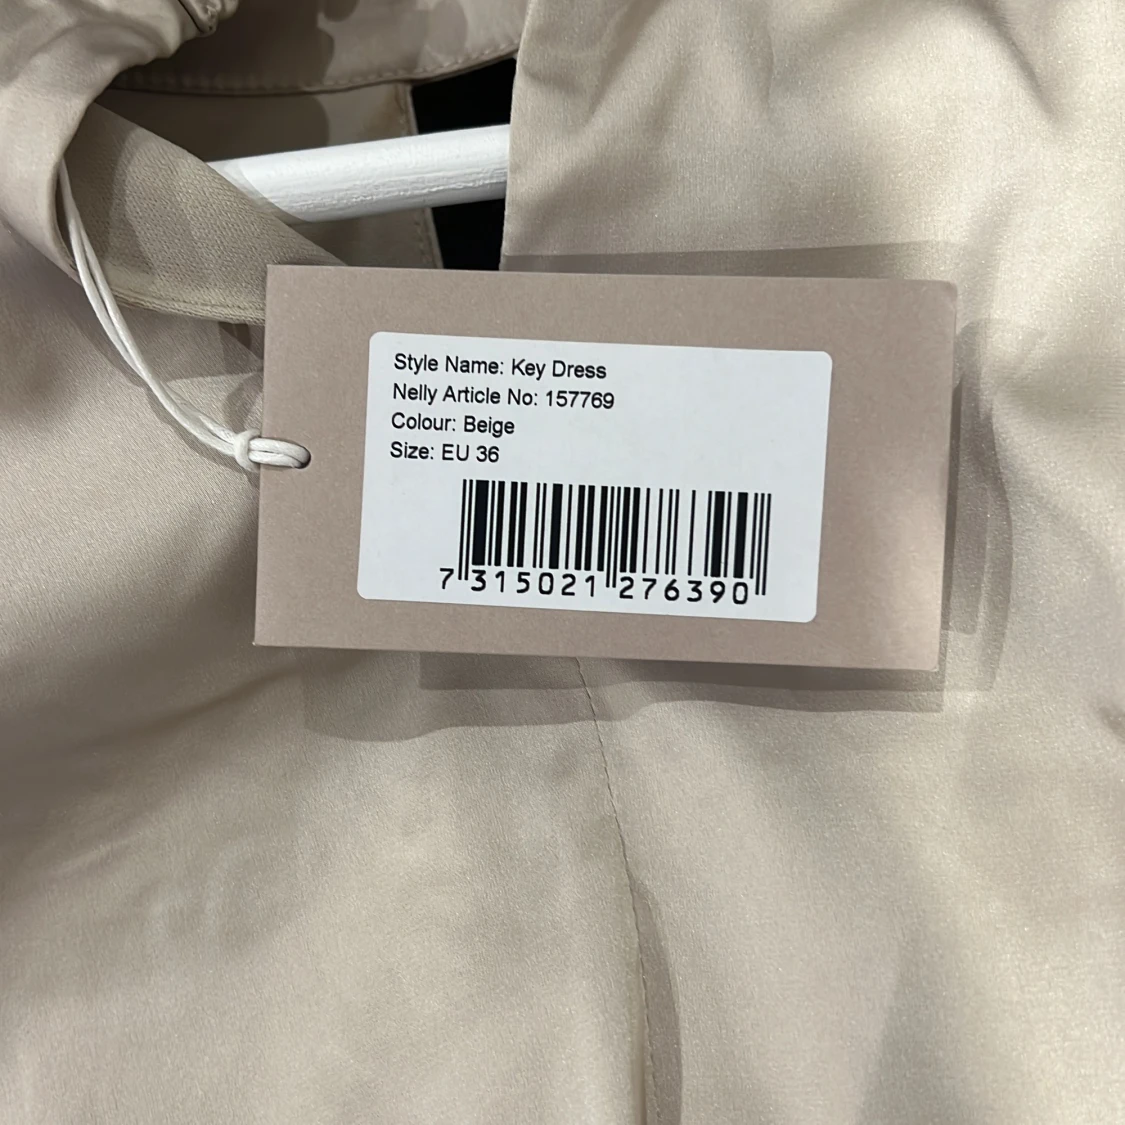 Style Name: Key Dress
Nelly Article No: 157769
Colour: Beige
Size: EU 36
7 315021 276390